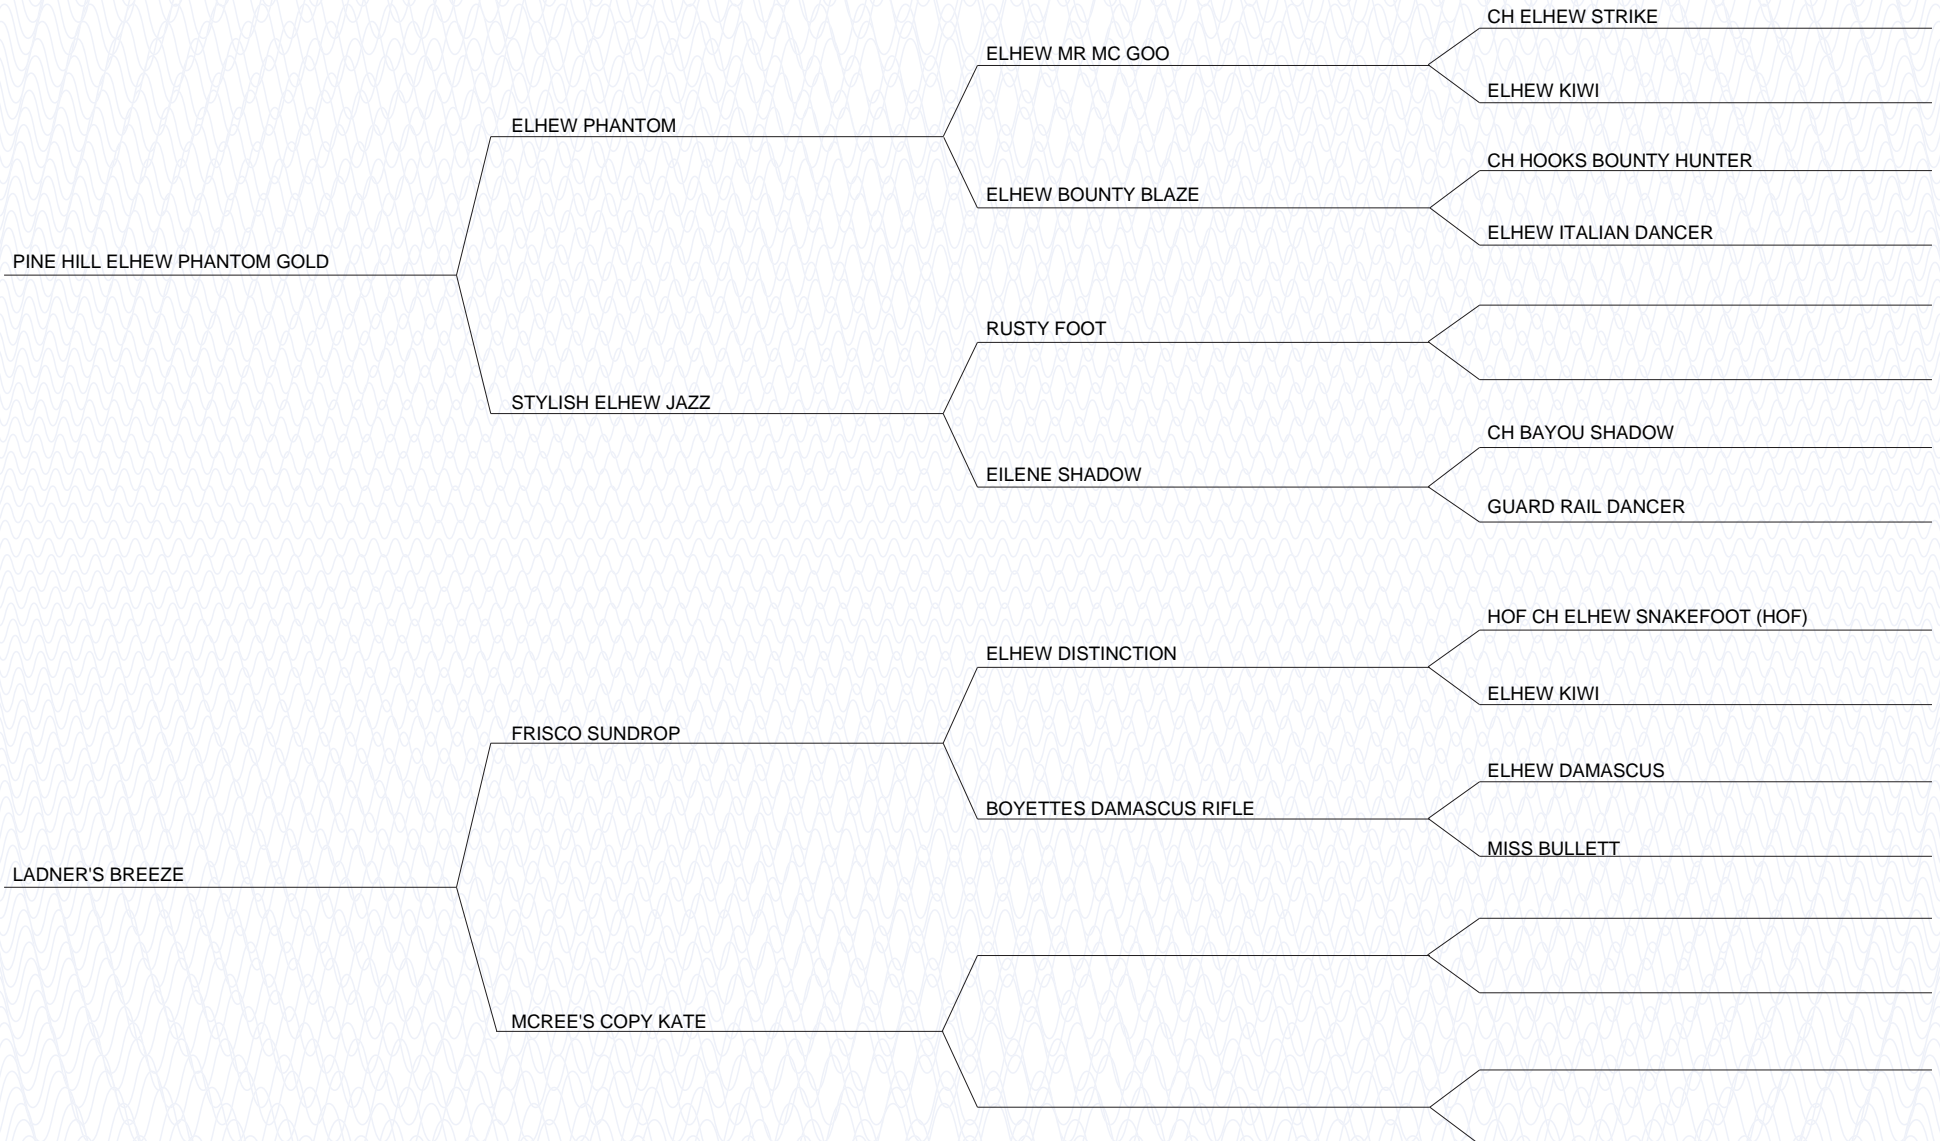 CH ELHEW STRIKE
ELHEW MR MC GOO
ELHEW KIWI
ELHEW PHANTOM
CH HOOKS BOUNTY HUNTER
ELHEW BOUNTY BLAZE
ELHEW ITALIAN DANCER
PINE HILL ELHEW PHANTOM GOLD
RUSTY FOOT
STYLISH ELHEW JAZZ
CH BAYOU SHADOW
EILENE SHADOW
GUARD RAIL DANCER
HOF CH ELHEW SNAKEFOOT (HOF)
ELHEW DISTINCTION
ELHEW KIWI
FRISCO SUNDROP
ELHEW DAMASCUS
BOYETTES DAMASCUS RIFLE
MISS BULLETT
LADNER'S BREEZE
MCREE'S COPY KATE